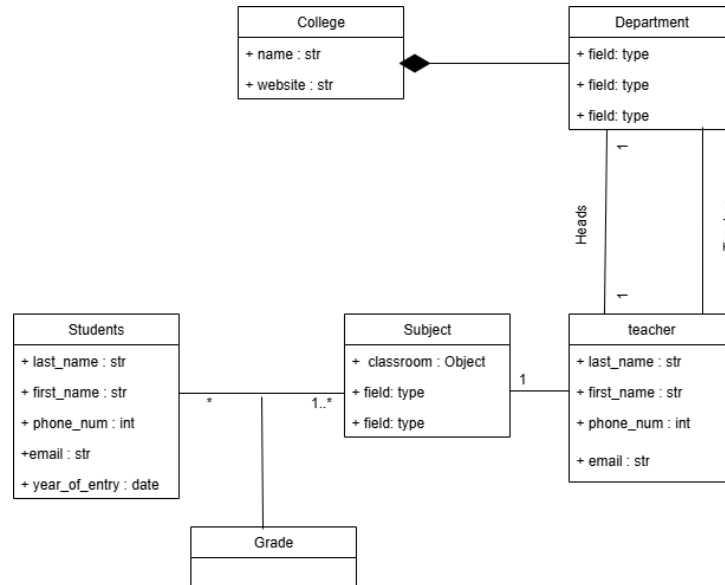 College
+ name : str
+ website : str
Department
+ field: type
+ field: type
+ field: type
1
Heads
1
Students
+ last_name : str
+ first_name : str
+ phone_num : int
+email : str
+ year_of_entry : date
*
1..*
Subject
+ classroom : Object
+ field: type
+ field: type
1
teacher
+ last_name : str
+ first_name : str
+ phone_num : int
+ email : str
Grade